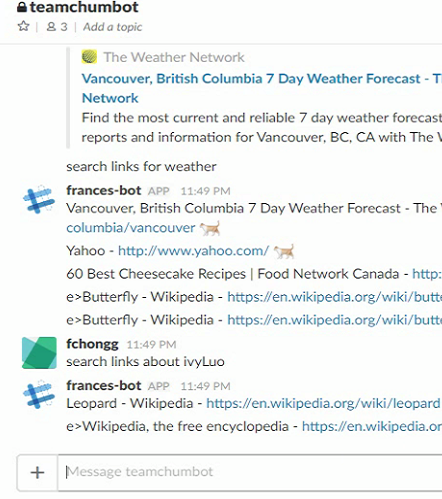 teamchumbot
3 | Add a topic
The Weather Network
Vancouver, British Columbia 7 Day Weather Forecast -
Network
Find the most current and reliable 7 day weather forecast
reports and information for Vancouver, BC, CA with The
search links for weather
frances-bot APP 11:49 PM
Vancouver, British Columbia 7 Day Weather Forecast - The
columbia/vancouver
Yahoo - http://www.yahoo.com/
60 Best Cheesecake Recipes | Food Network Canada - http:
e>Butterfly - Wikipedia - https://en.wikipedia.org/wiki/butte
e>Butterfly - Wikipedia - https://en.wikipedia.org/wiki/butte
fchongg 11:49 PM
search links about ivyLuo
frances-bot APP 11:49 PM
Leopard - Wikipedia - https://en.wikipedia.org/wiki/leopard
e>Wikipedia, the free encyclopedia - https://en.wikipedia.or
+ Message teamchumbot